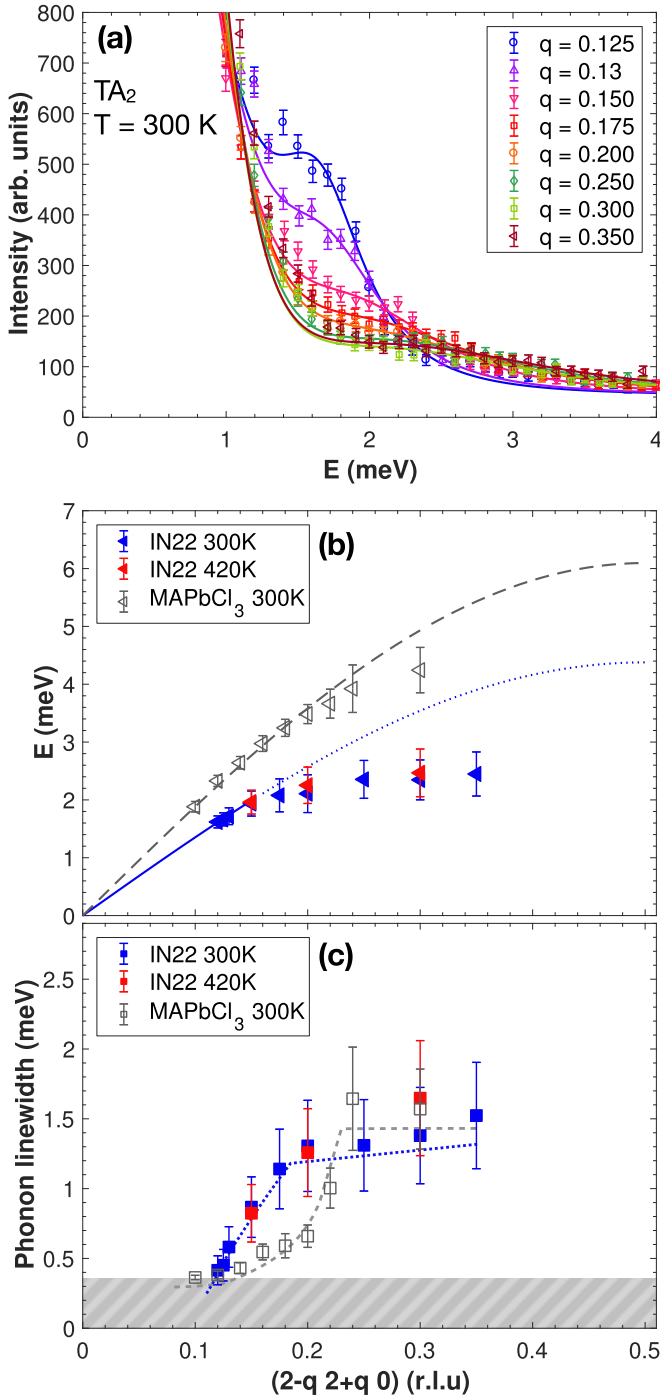 (a)
TA₂
T = 300 K
q = 0.125
q = 0.13
q = 0.150
q = 0.175
q = 0.200
q = 0.250
q = 0.300
q = 0.350
Intensity (arb. units)
800
700
600
500
400
300
200
100
0
0 1 2 3 4
E (meV)
(b)
IN22 300K
IN22 420K
MAPbCl₃ 300K
E (meV)
7
6
5
4
3
2
1
0
(c)
IN22 300K
IN22 420K
MAPbCl₃ 300K
Phonon linewidth (meV)
2.5
2
1.5
1
0.5
0
0 0.1 0.2 0.3 0.4 0.5
(2-q 2+q 0) (r.l.u)